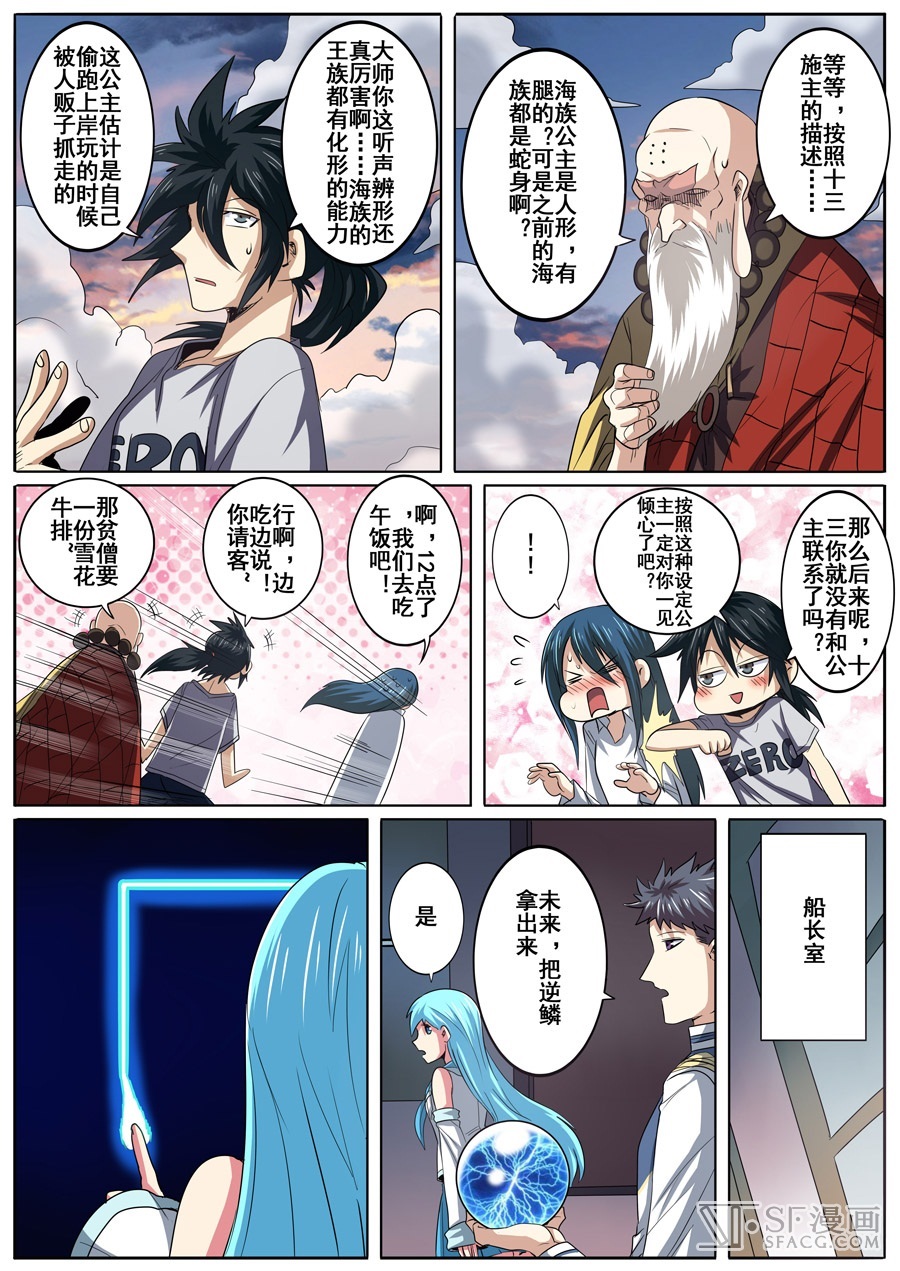 等等，按照十三
施主的描述……
海族公主是人形，有
腿的？可是之前的海
族都是蛇身啊？
大师你这听声辨形还
真厉害啊……海族的
王族都有化形的能力
这公主估计是自己
偷跑上岸玩的时候
被人贩子抓走的
ZERO
那么后来呢，十
三你就没有和公
主联系了吗？
按照这种设定公
主一定对你一见
倾心了吧？
！！
ZERO
啊，12点了
，我们去吃
午饭吧！
行啊，边
吃边说！
你请客~
那贫僧要
一份雪花
牛排~
船长室
未来，把逆鳞
拿出来
是
SF漫画
SFACG.COM